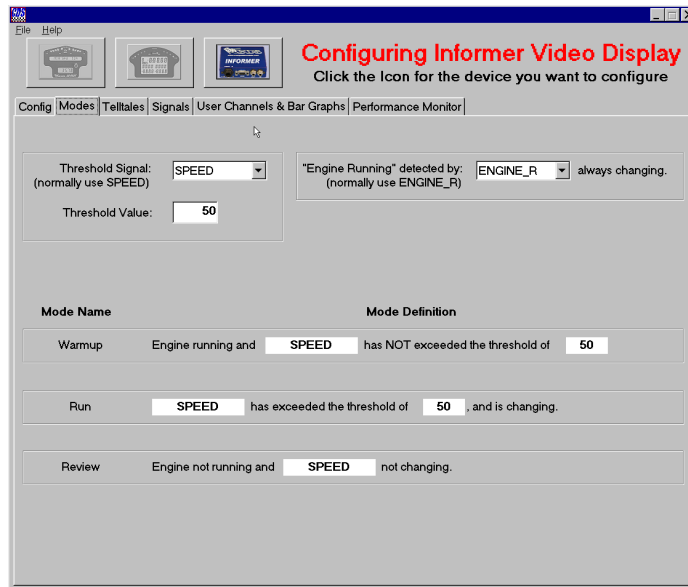 File Help
INFORMER
Configuring Informer Video Display
Click the Icon for the device you want to configure
Config Modes Telltales Signals User Channels & Bar Graphs Performance Monitor
Threshold Signal: SPEED
(normally use SPEED)
Threshold Value: 50
"Engine Running" detected by: ENGINE_R always changing.
(normally use ENGINE_R)
Mode Name Mode Definition
Warmup Engine running and SPEED has NOT exceeded the threshold of 50
Run SPEED has exceeded the threshold of 50 , and is changing.
Review Engine not running and SPEED not changing.